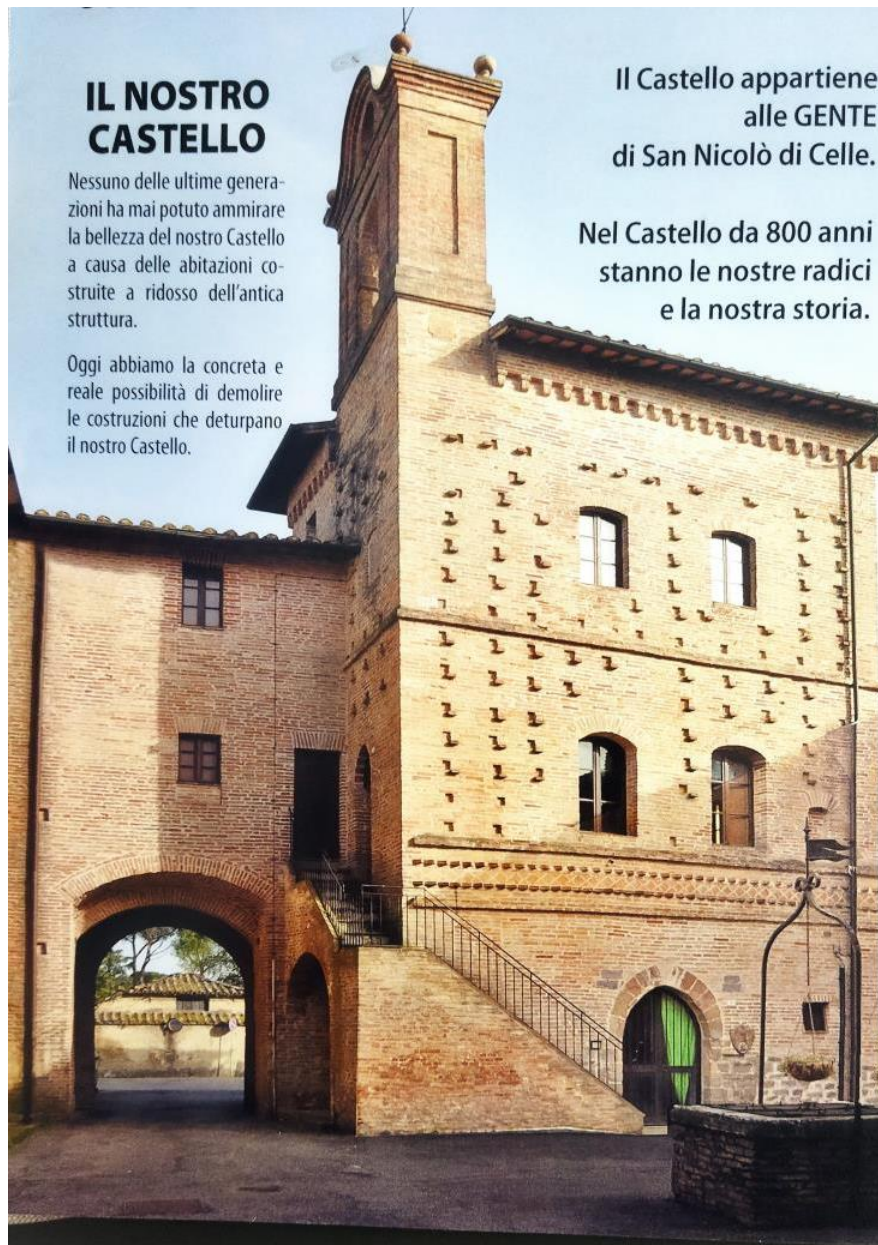 IL NOSTRO
CASTELLO
Nessuno delle ultime genera-
zioni ha mai potuto ammirare
la bellezza del nostro Castello
a causa delle abitazioni co-
struite a ridosso dell'antica
struttura.
Oggi abbiamo la concreta e
reale possibilità di demolire
le costruzioni che deturpano
il nostro Castello.
Il Castello appartiene
alle GENTE
di San Nicolò di Celle.
Nel Castello da 800 anni
stanno le nostre radici
e la nostra storia.